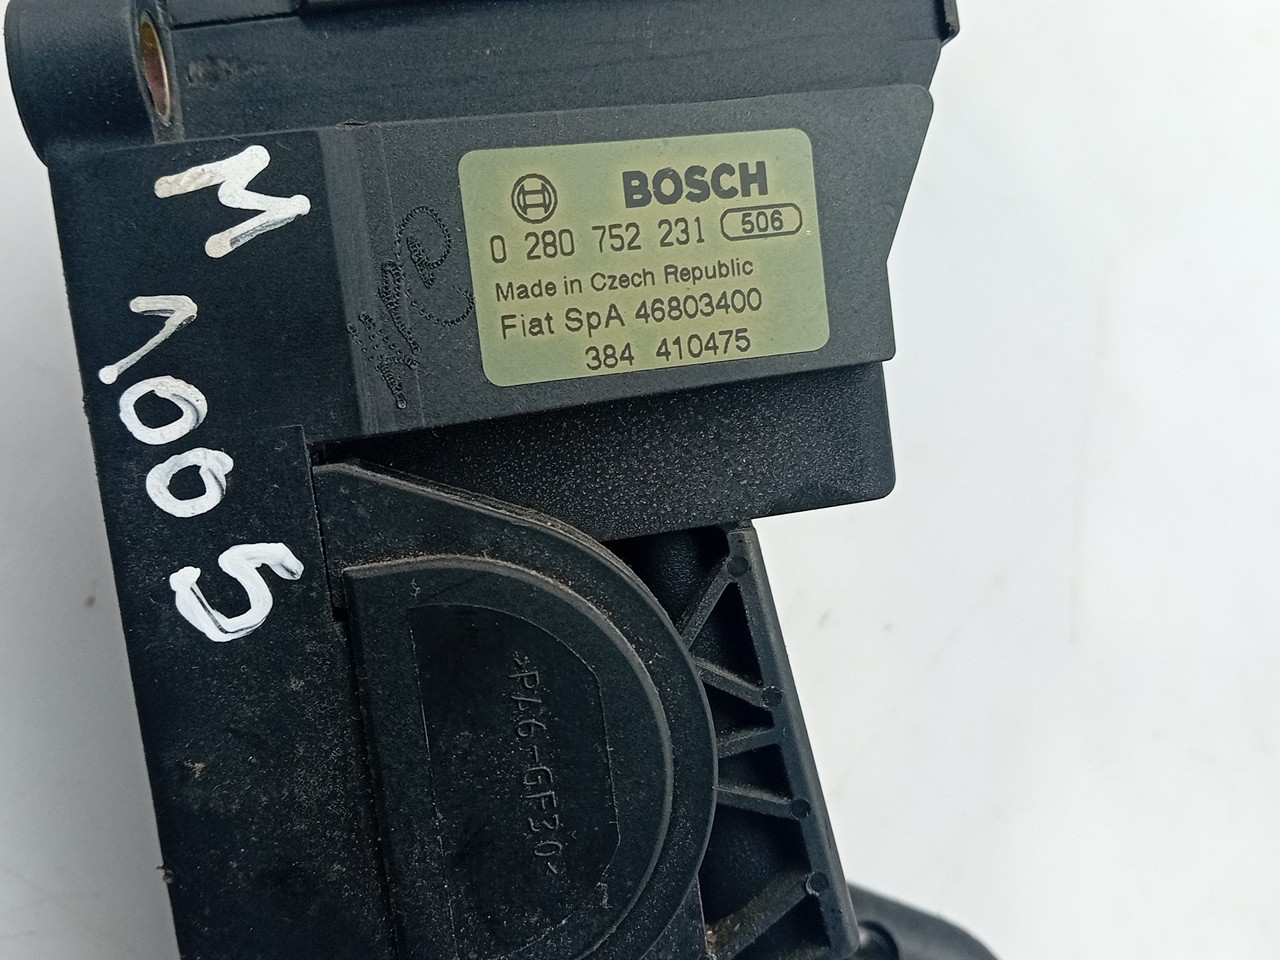 BOSCH
0 280 752 231 506
Made in Czech Republic
Fiat SpA 46803400
384 410475
M
1005
>PA6-GF30<